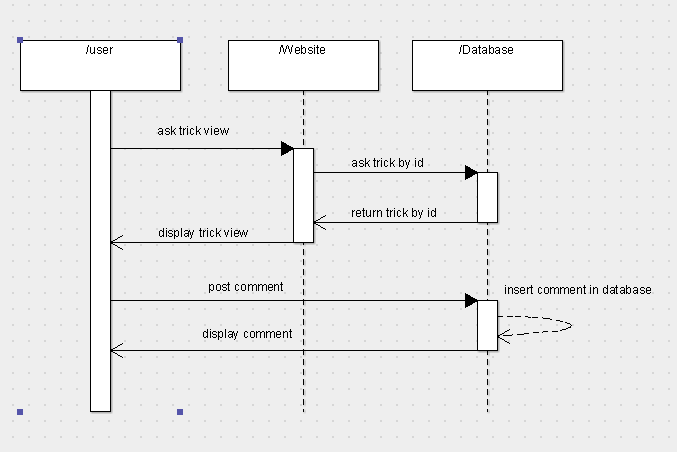 /user
/Website
/Database
ask trick view
ask trick by id
return trick by id
display trick view
post comment
insert comment in database
display comment